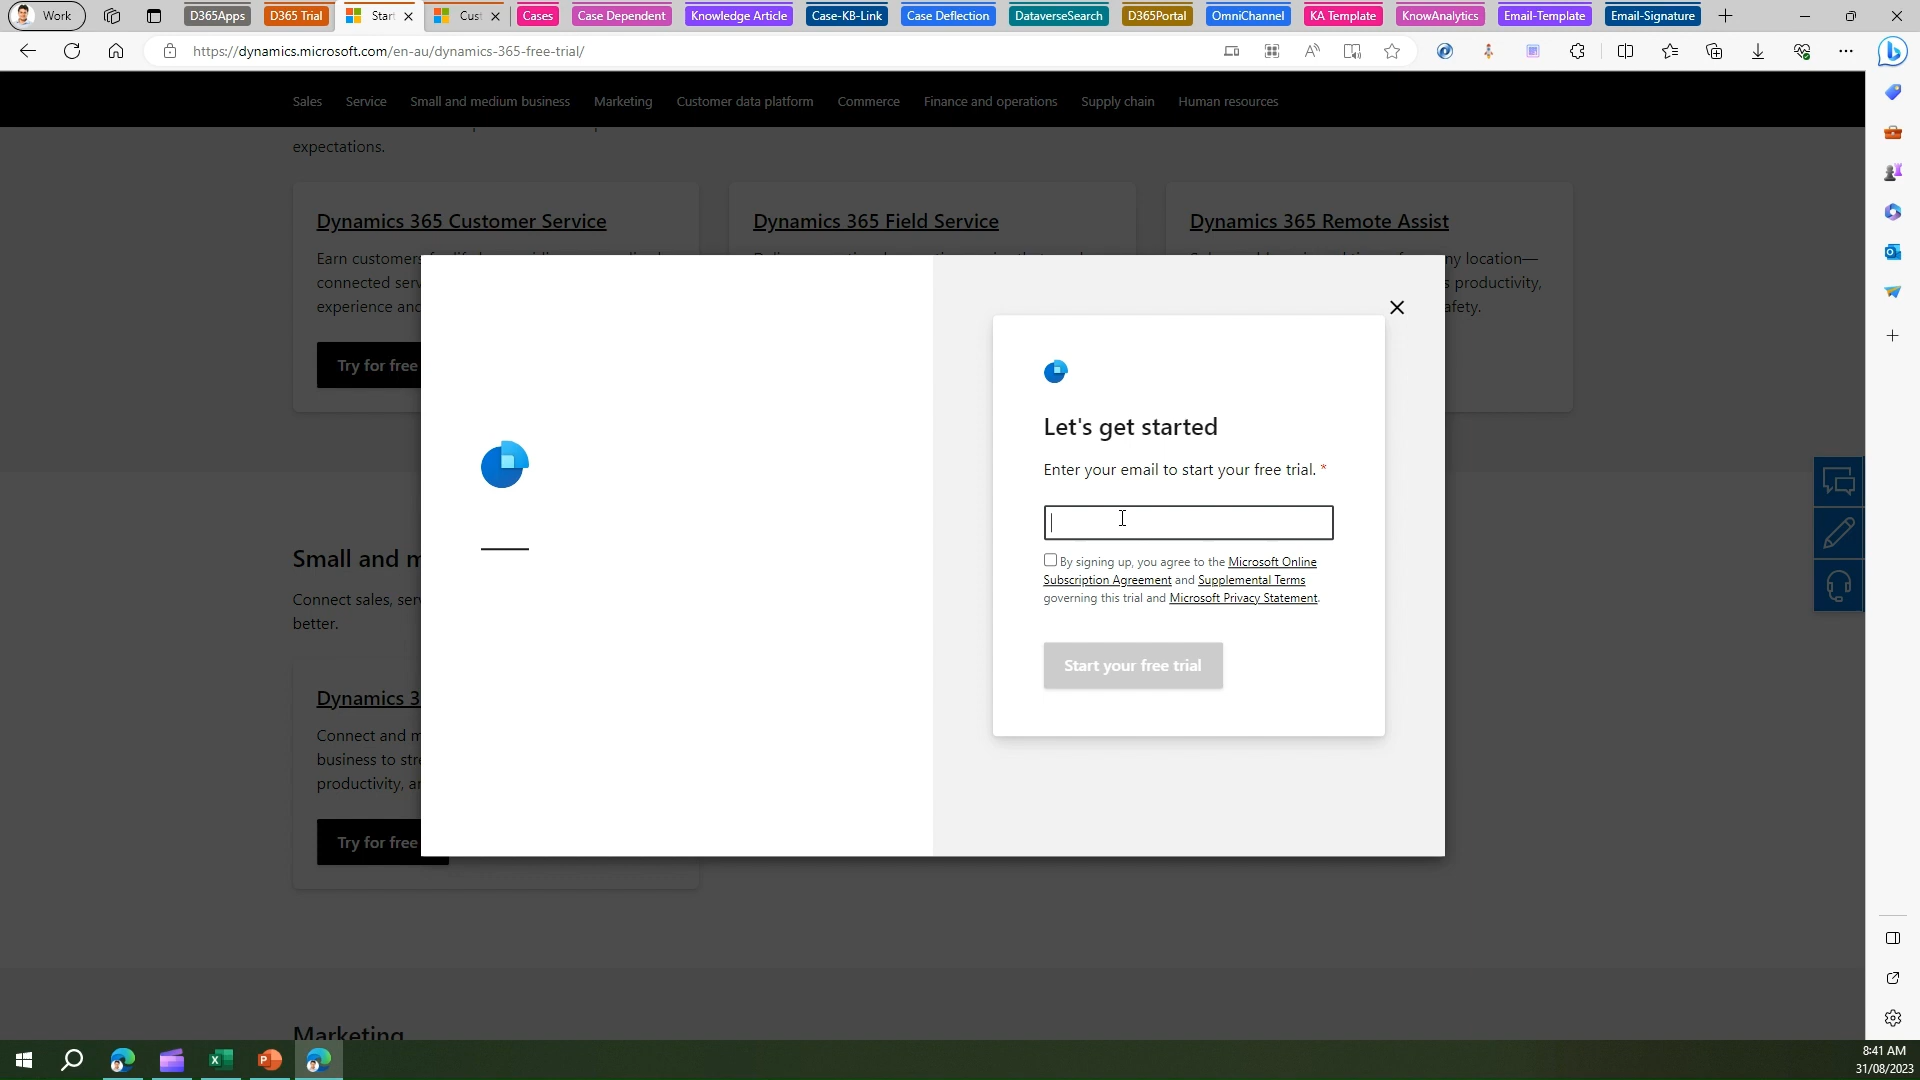 Work
D365Apps
D365 Trial
Star
Cust
Cases
Case Dependent
Knowledge Article
Case-KB-Link
Case Deflection
DataverseSearch
D365Portal
OmniChannel
KA Template
KnowAnalytics
Email-Template
Email-Signature
https://dynamics.microsoft.com/en-au/dynamics-365-free-trial/
Sales
Service
Small and medium business
Marketing
Customer data platform
Commerce
Finance and operations
Supply chain
Human resources
expectations.
Dynamics 365 Customer Service
Dynamics 365 Field Service
Dynamics 365 Remote Assist
Earn customers
ny location—
connected serv
s productivity,
experience and
afety.
Try for free
Let's get started
Enter your email to start your free trial. *
By signing up, you agree to the Microsoft Online
Subscription Agreement and Supplemental Terms
governing this trial and Microsoft Privacy Statement.
Start your free trial
Small and m
Connect sales, ser
better.
Dynamics 3
Connect and m
business to stre
productivity, a
Try for free
Marketing
8:41 AM
31/08/2023